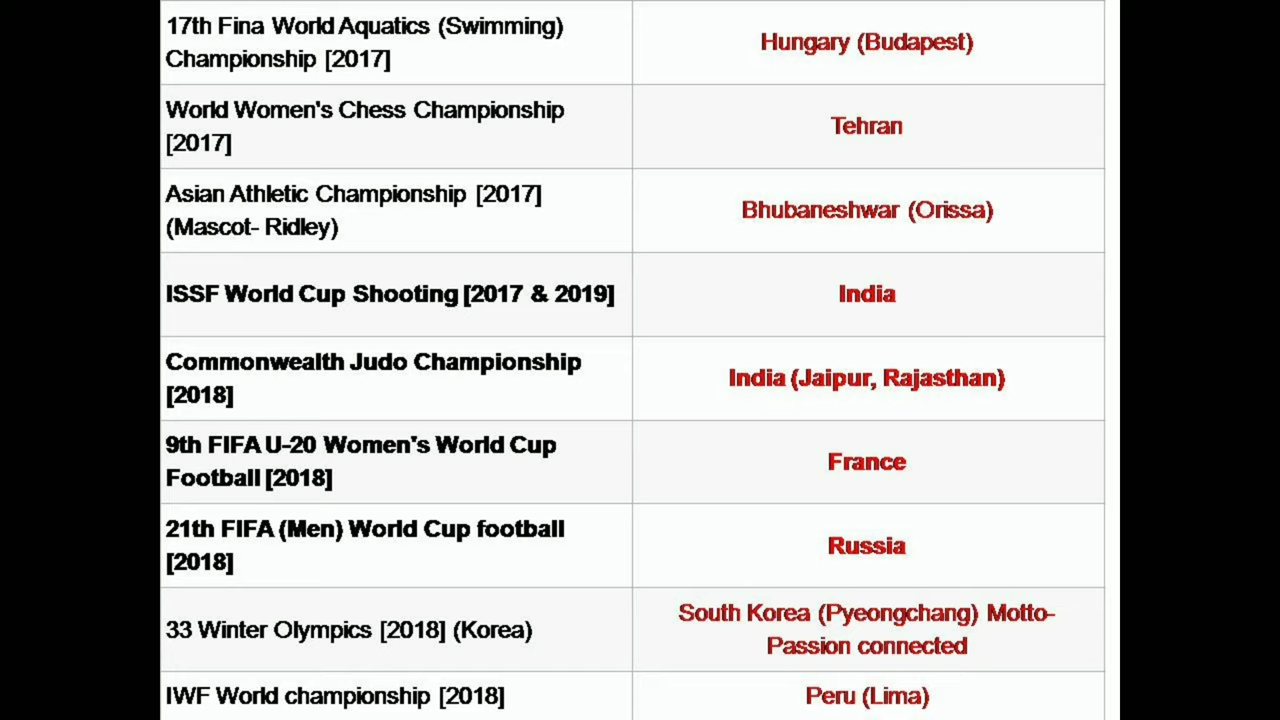 17th Fina World Aquatics (Swimming)
Championship [2017]
Hungary (Budapest)
World Women's Chess Championship
[2017]
Tehran
Asian Athletic Championship [2017]
(Mascot- Ridley)
Bhubaneshwar (Orissa)
ISSF World Cup Shooting [2017 & 2019]
India
Commonwealth Judo Championship
[2018]
India (Jaipur, Rajasthan)
9th FIFA U-20 Women's World Cup
Football [2018]
France
21th FIFA (Men) World Cup football
[2018]
Russia
33 Winter Olympics [2018] (Korea)
South Korea (Pyeongchang) Motto-
Passion connected
IWF World championship [2018]
Peru (Lima)